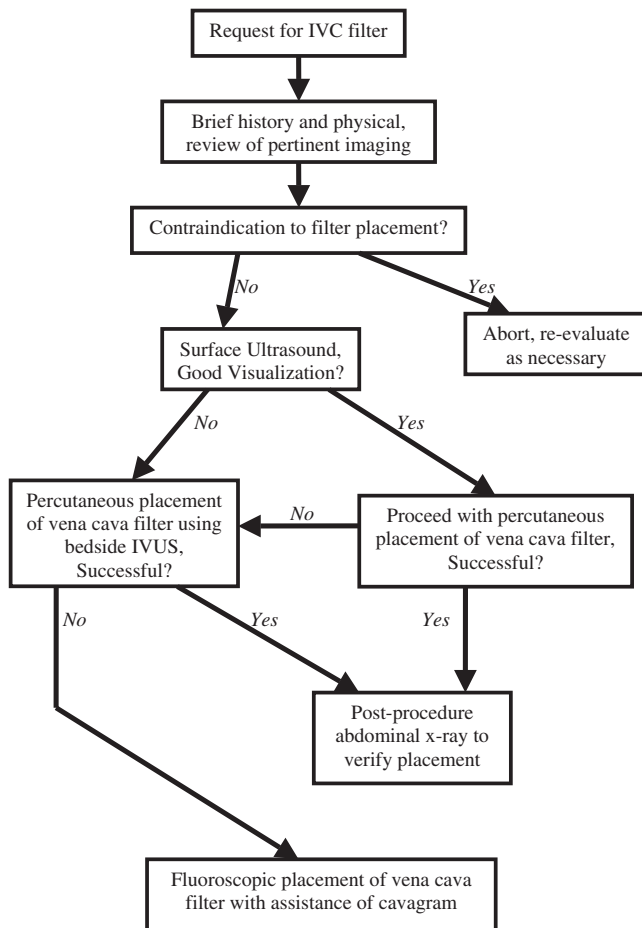 Request for IVC filter
Brief history and physical,
review of pertinent imaging
Contraindication to filter placement?
No
Yes
Abort, re-evaluate
as necessary
Surface Ultrasound,
Good Visualization?
No
Yes
Percutaneous placement
of vena cava filter using
bedside IVUS,
Successful?
No
Proceed with percutaneous
placement of vena cava filter,
Successful?
No
Yes
Yes
Post-procedure
abdominal x-ray to
verify placement
Fluoroscopic placement of vena cava
filter with assistance of cavagram